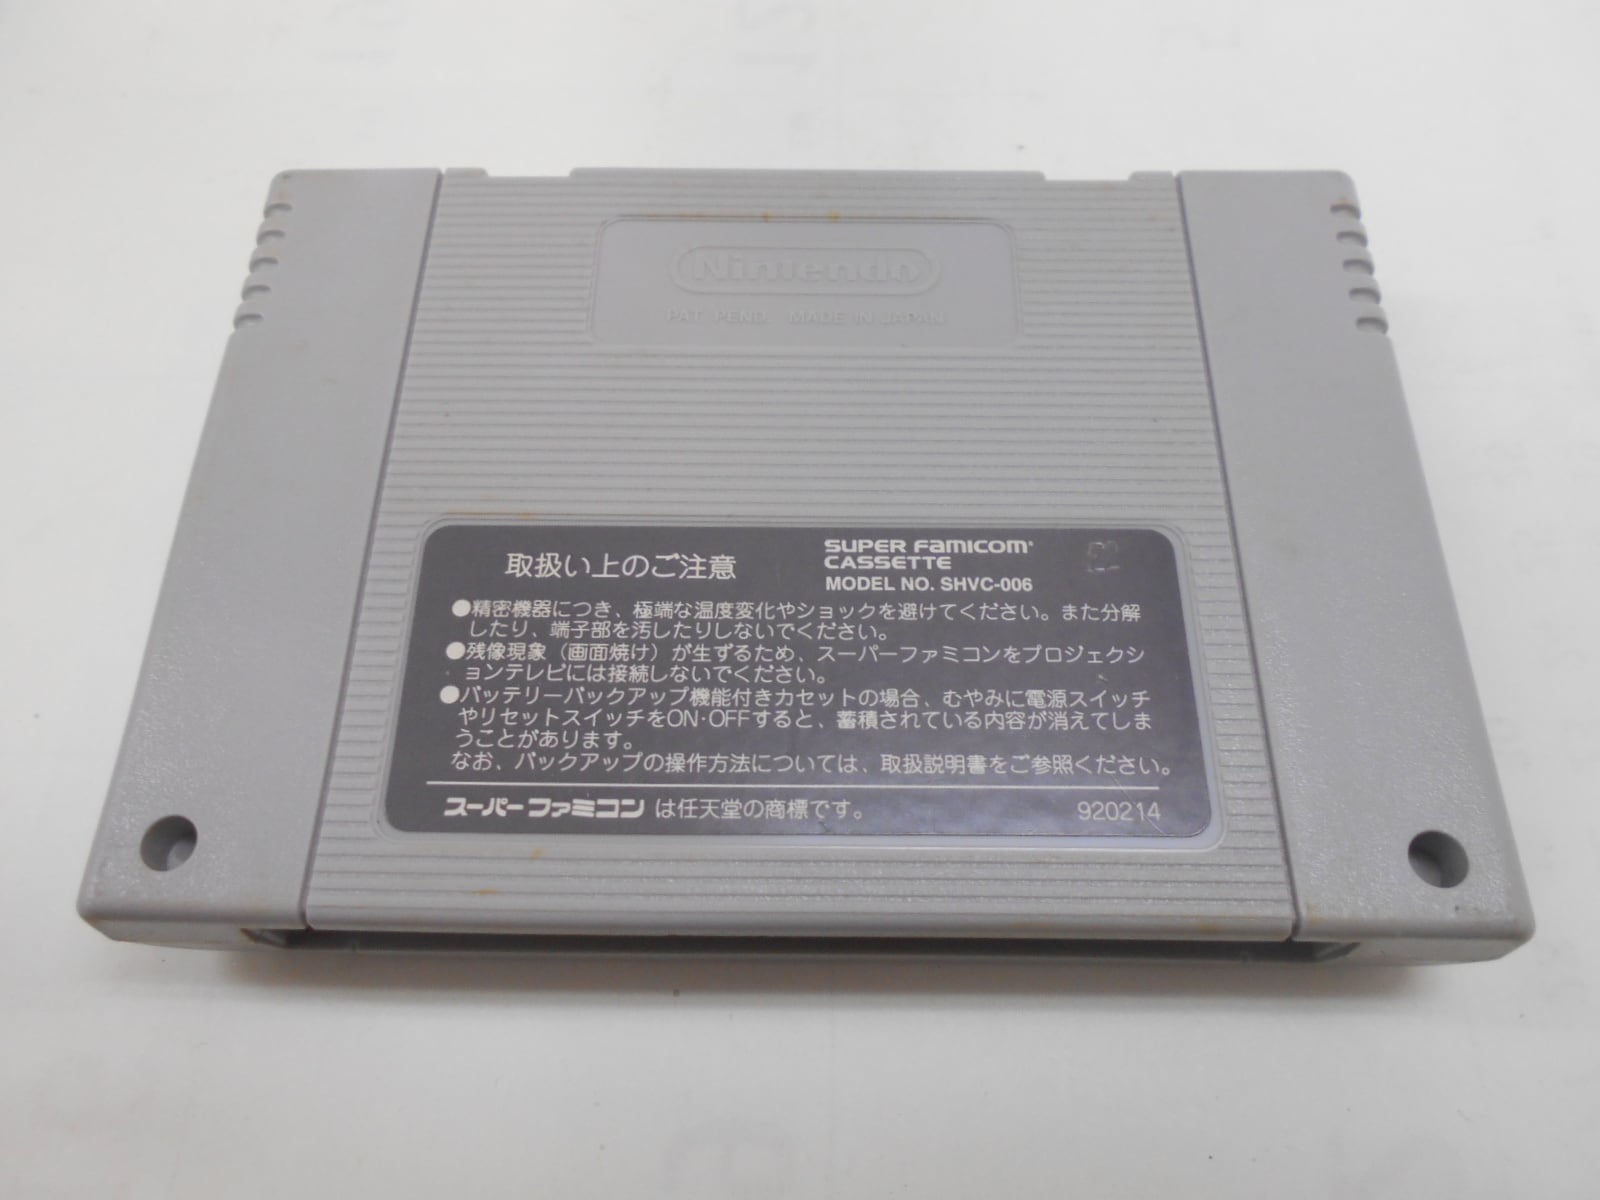 Nintendo
PAT. PEND. MADE IN JAPAN
取扱い上のご注意
SUPER FAMICOM
CASSETTE
MODEL NO. SHVC-006
●精密機器につき、極端な温度変化やショックを避けてください。また分解
したり、端子部を汚したりしないでください。
●残像現象（画面焼け）が生ずるため、スーパーファミコンをプロジェクシ
ョンテレビには接続しないでください。
●バッテリーバックアップ機能付きカセットの場合、むやみに電源スイッチ
やリセットスイッチをON･OFFすると、蓄積されている内容が消えてしま
うことがあります。
なお、バックアップの操作方法については、取扱説明書をご参照ください。
スーパーファミコン は任天堂の商標です。
920214